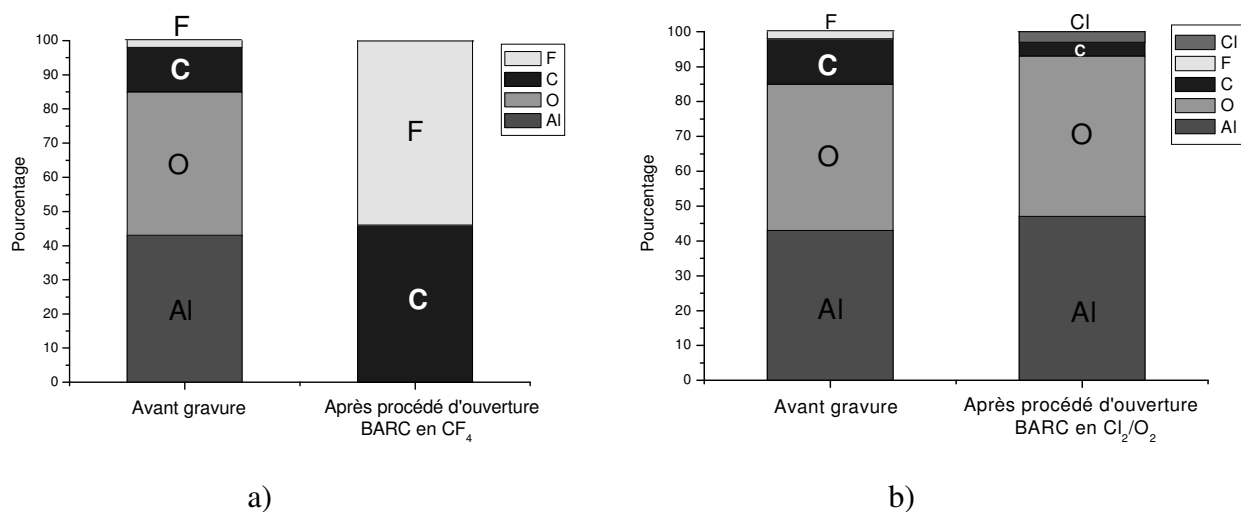 F
100
90
80
70
60
50
40
30
20
10
0
Pourcentage
C
O
Al
F
C
F
C
O
Al
Avant gravure
Après procédé d'ouverture
BARC en CF₄
a)
F
Cl
100
90
80
70
60
50
40
30
20
10
0
Pourcentage
C
O
Al
C
O
Al
Cl
F
C
O
Al
Avant gravure
Après procédé d'ouverture
BARC en Cl₂/O₂
b)